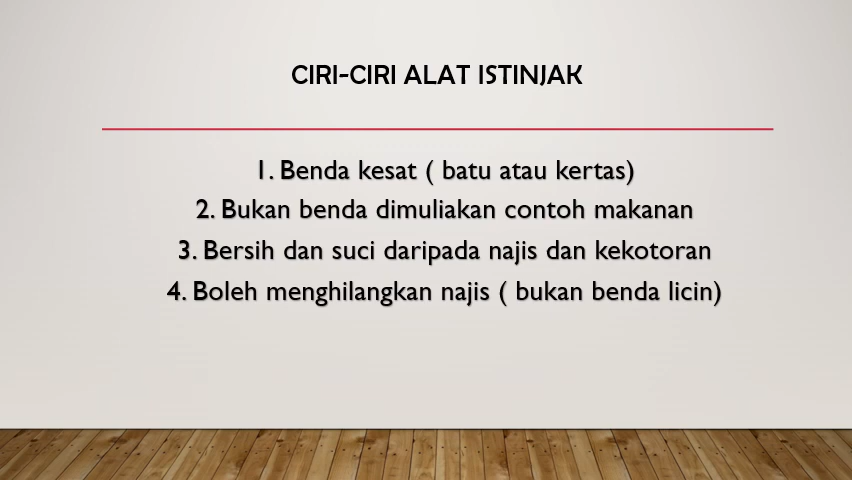 CIRI-CIRI ALAT ISTINJAK
1. Benda kesat ( batu atau kertas)
2. Bukan benda dimuliakan contoh makanan
3. Bersih dan suci daripada najis dan kekotoran
4. Boleh menghilangkan najis ( bukan benda licin)